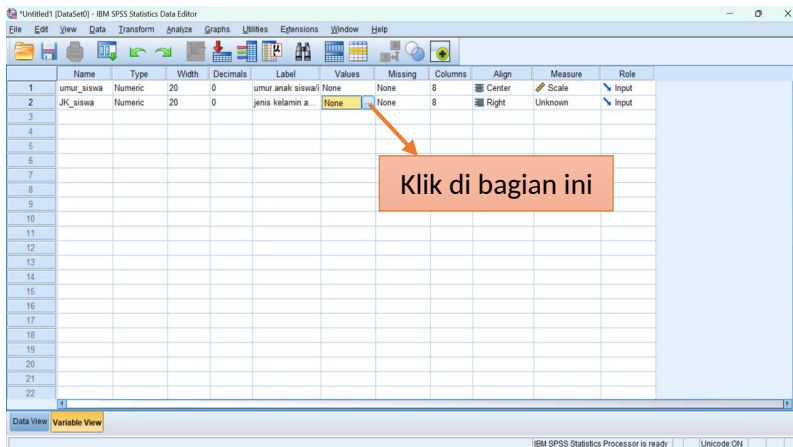 *Untitled1 [DataSet0] - IBM SPSS Statistics Data Editor
File Edit View Data Transform Analyze Graphs Utilities Extensions Window Help
Name Type Width Decimals Label Values Missing Columns Align Measure Role
1 umur_siswa Numeric 20 0 umur anak siswa/i None None 8 Center Scale Input
2 JK_siswa Numeric 20 0 jenis kelamin a... None ... None 8 Right Unknown Input
3
4
5
6
7
8
9
10
11
12
13
14
15
16
17
18
19
20
21
22
Klik di bagian ini
Data View Variable View
IBM SPSS Statistics Processor is ready Unicode:ON